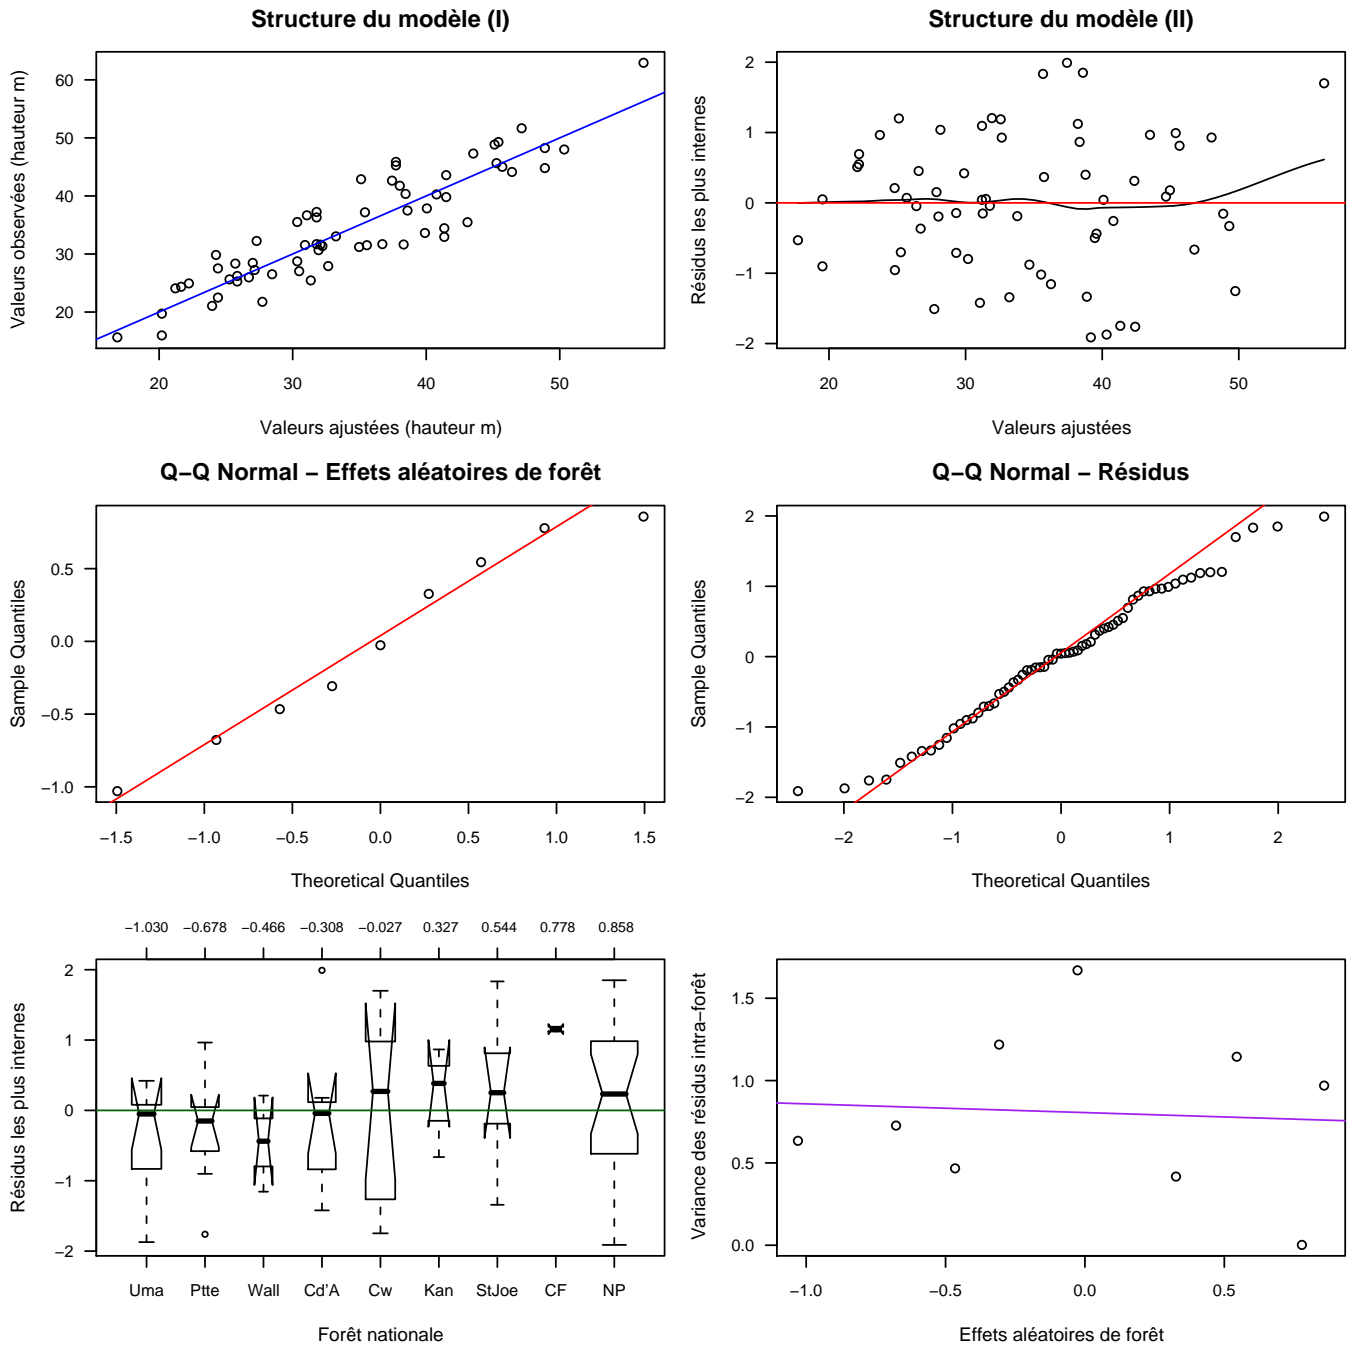 Structure du modèle (I)
Valeurs observées (hauteur m)
60
50
40
30
20
20 30 40 50
Valeurs ajustées (hauteur m)
Structure du modèle (II)
Résidus les plus internes
2
1
0
−1
−2
20 30 40 50
Valeurs ajustées
Q−Q Normal − Effets aléatoires de forêt
Sample Quantiles
0.5
0.0
−0.5
−1.0
−1.5 −1.0 −0.5 0.0 0.5 1.0 1.5
Theoretical Quantiles
Q−Q Normal − Résidus
Sample Quantiles
2
1
0
−1
−2
−2 −1 0 1 2
Theoretical Quantiles
−1.030 −0.678 −0.466 −0.308 −0.027 0.327 0.544 0.778 0.858
Résidus les plus internes
2
1
0
−1
−2
Uma Ptte Wall Cd'A Cw Kan StJoe CF NP
Forêt nationale
Variance des résidus intra−forêt
1.5
1.0
0.5
0.0
−1.0 −0.5 0.0 0.5
Effets aléatoires de forêt